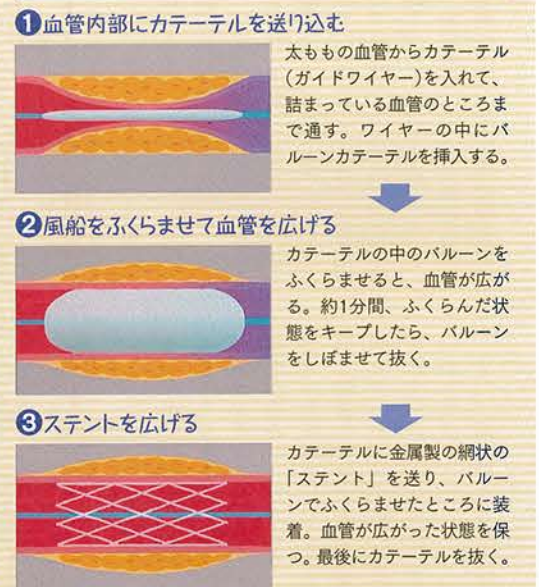 ❶血管内部にカテーテルを送り込む
太ももの血管からカテーテル
(ガイドワイヤー)を入れて、
詰まっている血管のところま
で通す。ワイヤーの中にバ
ルーンカテーテルを挿入する。
❷風船をふくらませて血管を広げる
カテーテルの中のバルーンを
ふくらませると、血管が広が
る。約1分間、ふくらんだ状
態をキープしたら、バルーン
をしぼませて抜く。
❸ステントを広げる
カテーテルに金属製の網状の
「ステント」を送り、バルー
ンでふくらませたところに装
着。血管が広がった状態を保
つ。最後にカテーテルを抜く。